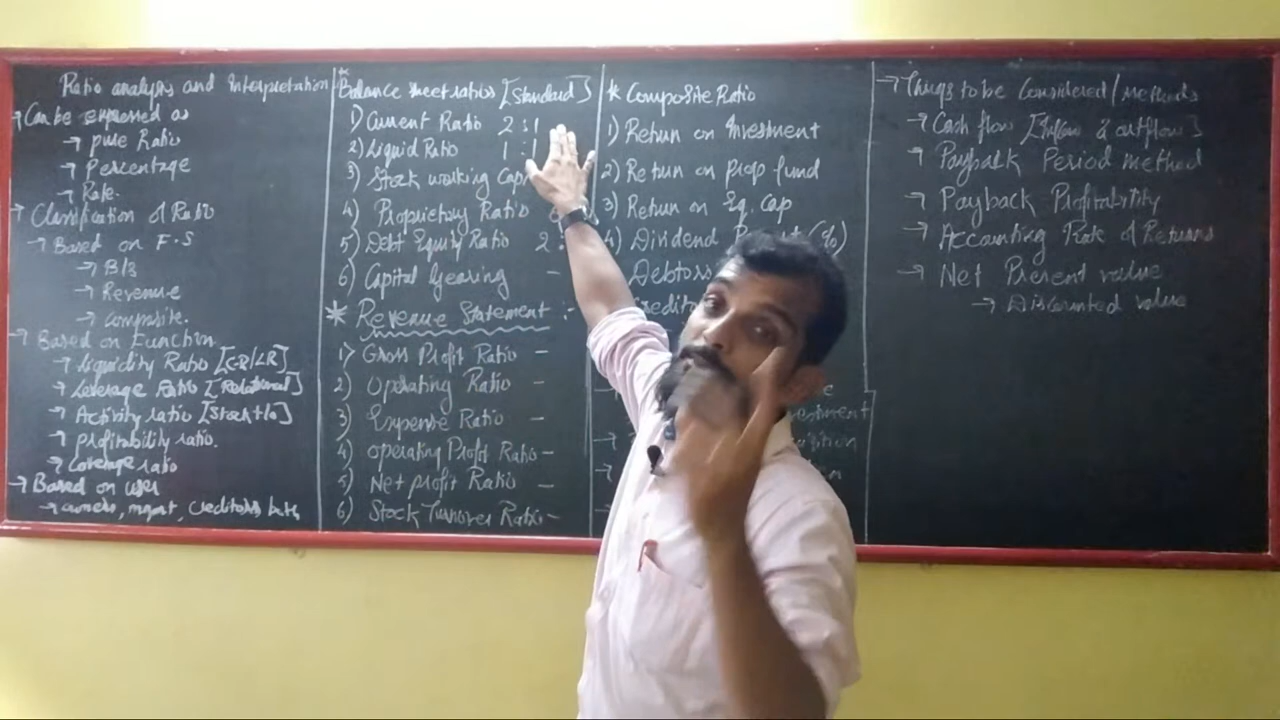 Ratio analysis and Interpretation
→ Can be expressed as
→ pure Ratio
→ Percentage
→ Rate.
→ Classification of Ratio
→ Based on F.S
→ B/S
→ Revenue
→ Composite.
→ Based on Function
→ Liquidity Ratio [CR/LR]
→ Leverage Ratio [Relational]
→ Activity ratio [Stock t/o]
→ profitability ratio.
→ Coverage ratio
→ Based on user
→ owners, mgmt, creditors,
* Balance sheet ratios [Standard]
1) Current Ratio 2:1
2) Liquid Ratio 1:1
3) Stock working Cap
4) Proprietary Ratio
5) Debt Equity Ratio 2
6) Capital Gearing -
* Revenue Statement :-
1) Gross Profit Ratio -
2) Operating Ratio -
3) Expense Ratio -
4) Operating Profit Ratio -
5) Net profit Ratio -
6) Stock Turnover Ratio -
* Composite Ratio
1) Return on Investment
2) Return on prop fund
3) Return on Eq. cap
4) Dividend (%)
Debtors
→ Things to be Considered/methods
→ Cash flow [Inflow & outflow]
→ Payback Period method
→ Payback Profitability
→ Accounting Rate of Returns
→ Net Present value
→ Discounted value